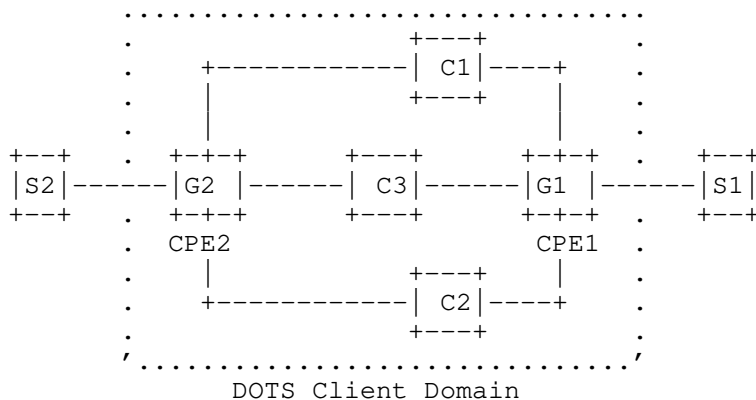 C1
S2 G2 C3 G1 S1
CPE2 CPE1
C2
DOTS Client Domain